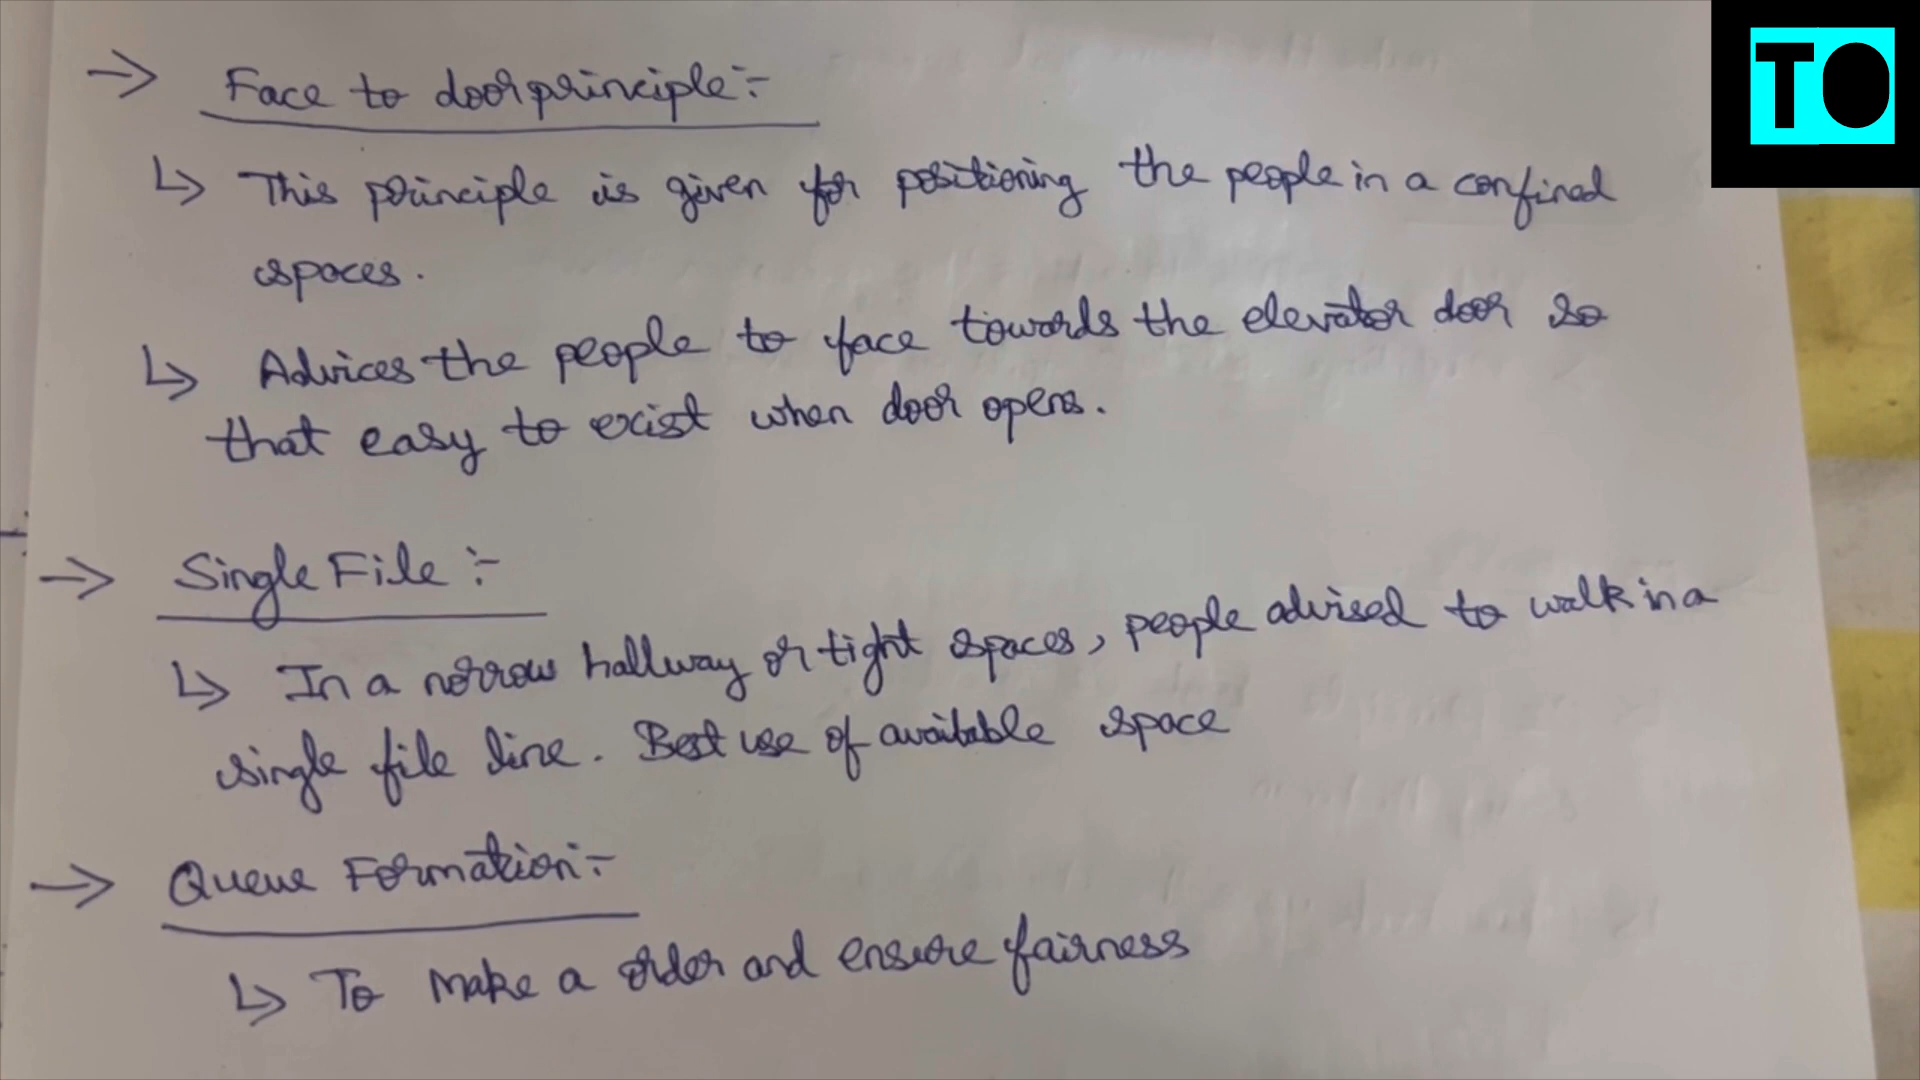 TO
→ Face to door principle:-
↳ This principle is given for positioning the people in a confined
spaces.
↳ Advices the people to face towards the elevator door so
that easy to exist when door opens.
→ Single File :-
↳ In a norrow hallway or tight spaces, people advised to walk in a
single file line. Best use of available space
→ Queue Formation:-
↳ To make a order and ensure fairness